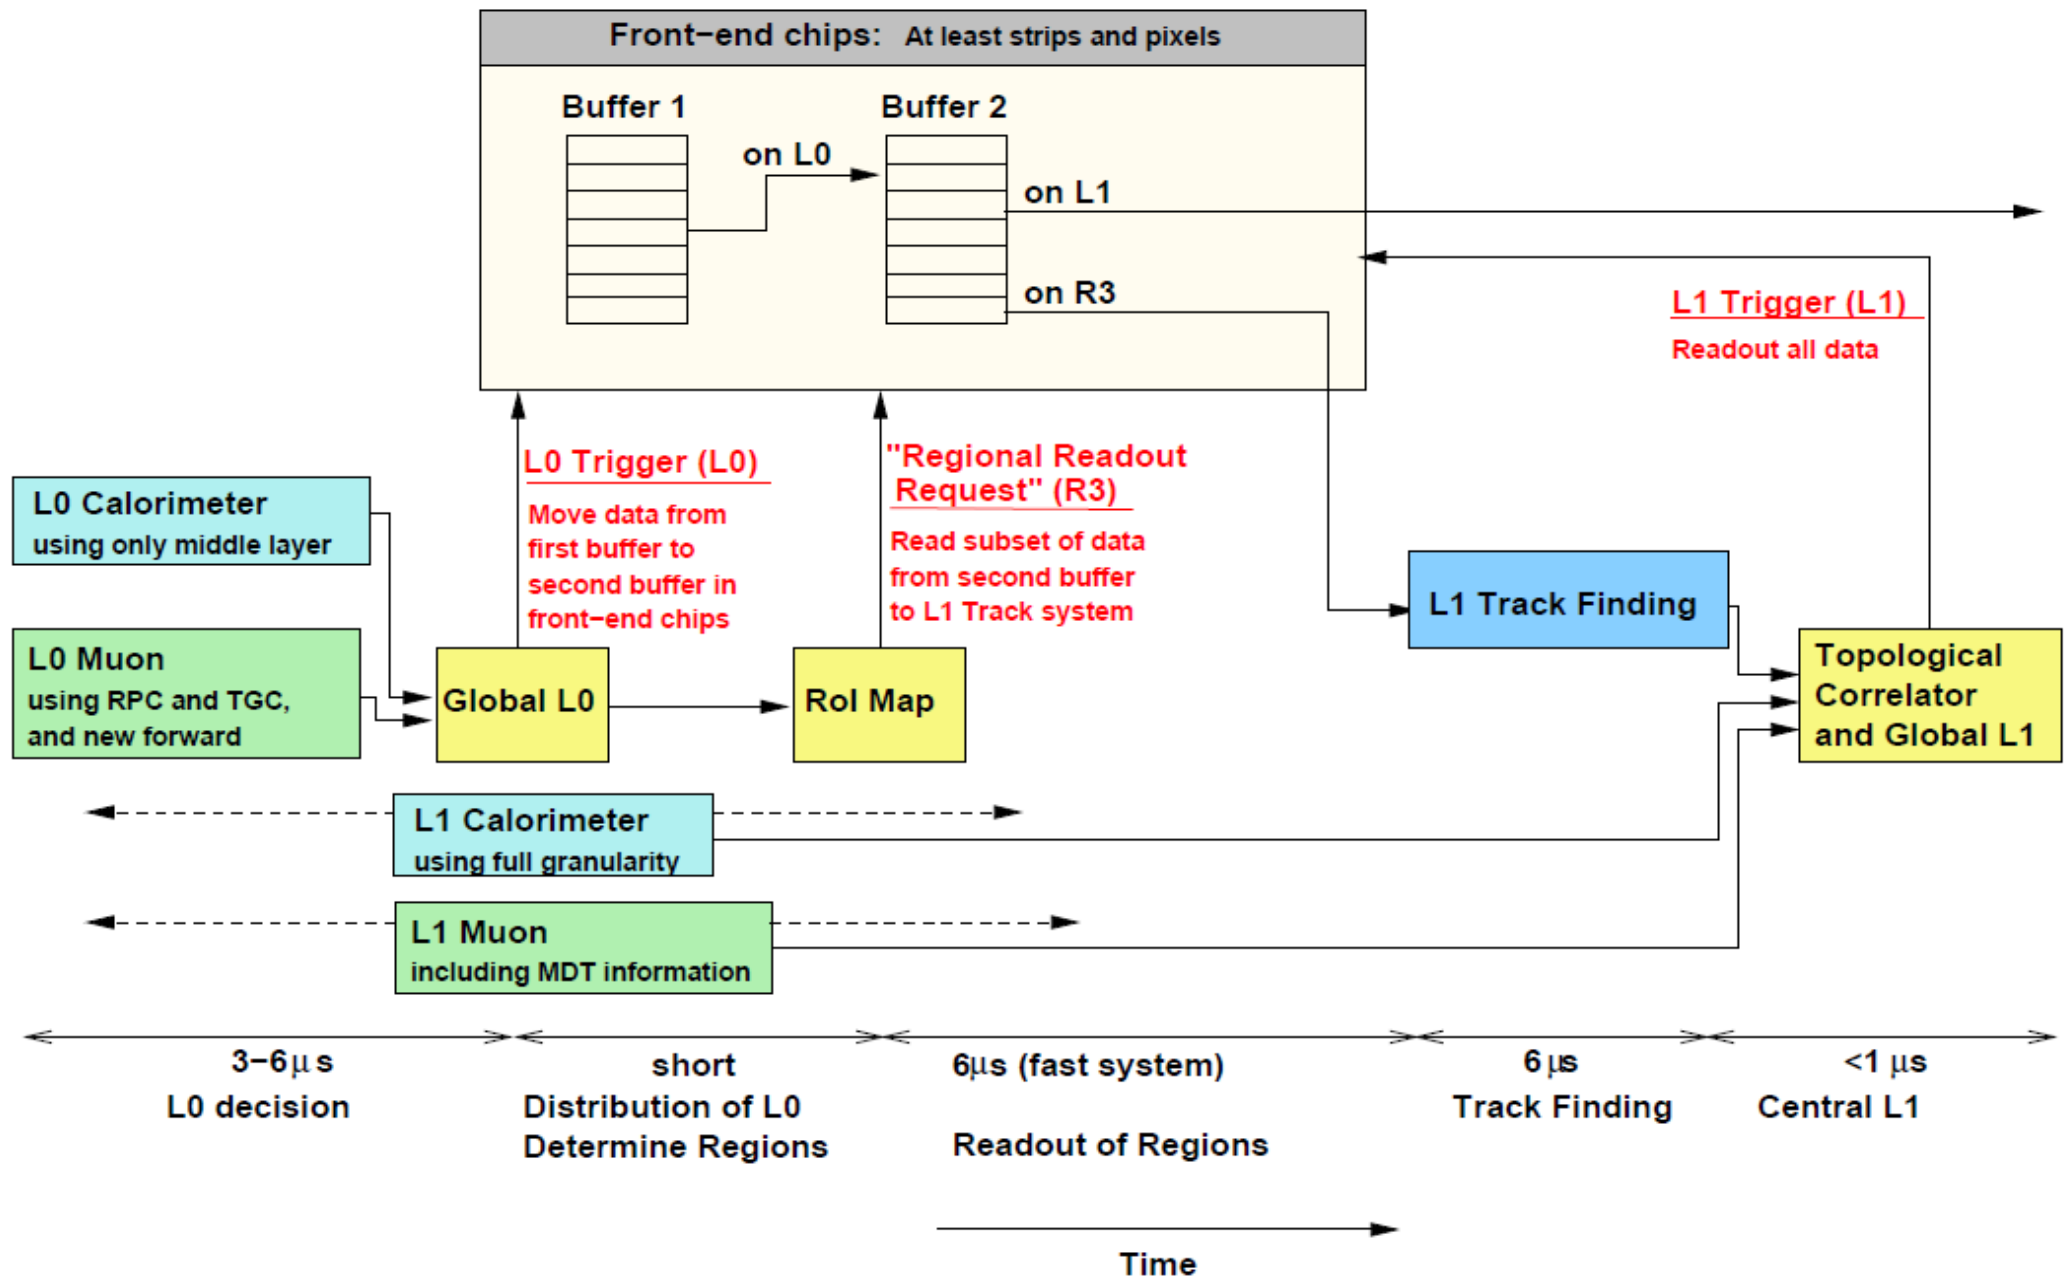 Front−end chips: At least strips and pixels
Buffer 1
Buffer 2
on L0
on L1
on R3
L1 Trigger (L1)
Readout all data
L0 Trigger (L0)
Move data from
first buffer to
second buffer in
front−end chips
"Regional Readout
Request" (R3)
Read subset of data
from second buffer
to L1 Track system
L0 Calorimeter
using only middle layer
L0 Muon
using RPC and TGC,
and new forward
Global L0
RoI Map
L1 Track Finding
Topological
Correlator
and Global L1
L1 Calorimeter
using full granularity
L1 Muon
including MDT information
3−6μs
L0 decision
short
Distribution of L0
Determine Regions
6μs (fast system)
Readout of Regions
6μs
Track Finding
<1 μs
Central L1
Time